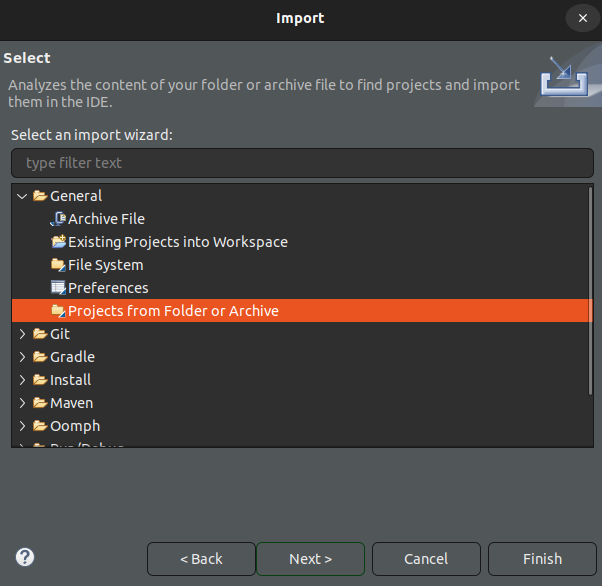 Import
Select
Analyzes the content of your folder or archive file to find projects and import
them in the IDE.
Select an import wizard:
type filter text
General
Archive File
Existing Projects into Workspace
File System
Preferences
Projects from Folder or Archive
Git
Gradle
Install
Maven
Oomph
Run/Debug
< Back
Next >
Cancel
Finish